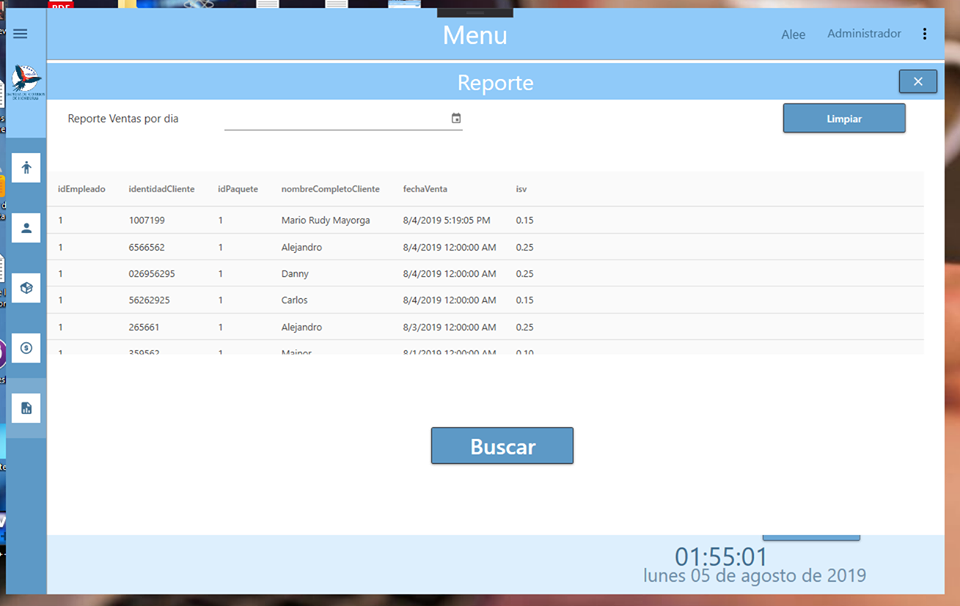 PDF
Menu
Alee
Administrador
Reporte
Reporte Ventas por dia
Limpiar
idEmpleado identidadCliente idPaquete nombreCompletoCliente fechaVenta isv
1 1007199 1 Mario Rudy Mayorga 8/4/2019 5:19:05 PM 0.15
1 6566562 1 Alejandro 8/4/2019 12:00:00 AM 0.25
1 026956295 1 Danny 8/4/2019 12:00:00 AM 0.25
1 56262925 1 Carlos 8/4/2019 12:00:00 AM 0.15
1 265661 1 Alejandro 8/3/2019 12:00:00 AM 0.25
1 359562 1 Mainor 8/1/2019 12:00:00 AM 0.10
Buscar
01:55:01
lunes 05 de agosto de 2019